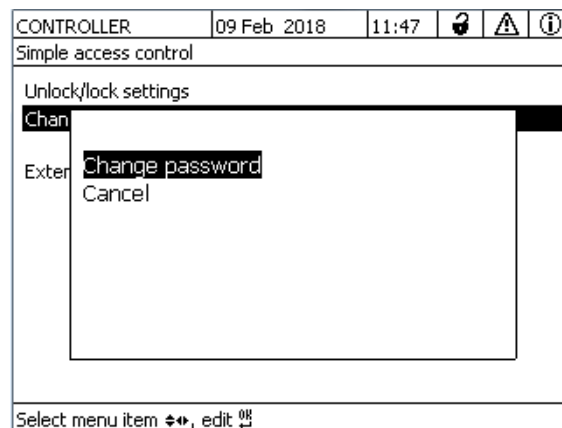 CONTROLLER 09 Feb 2018 11:47
Simple access control
Unlock/lock settings
Chan
Change password
Exter
Cancel
Select menu item, edit OK